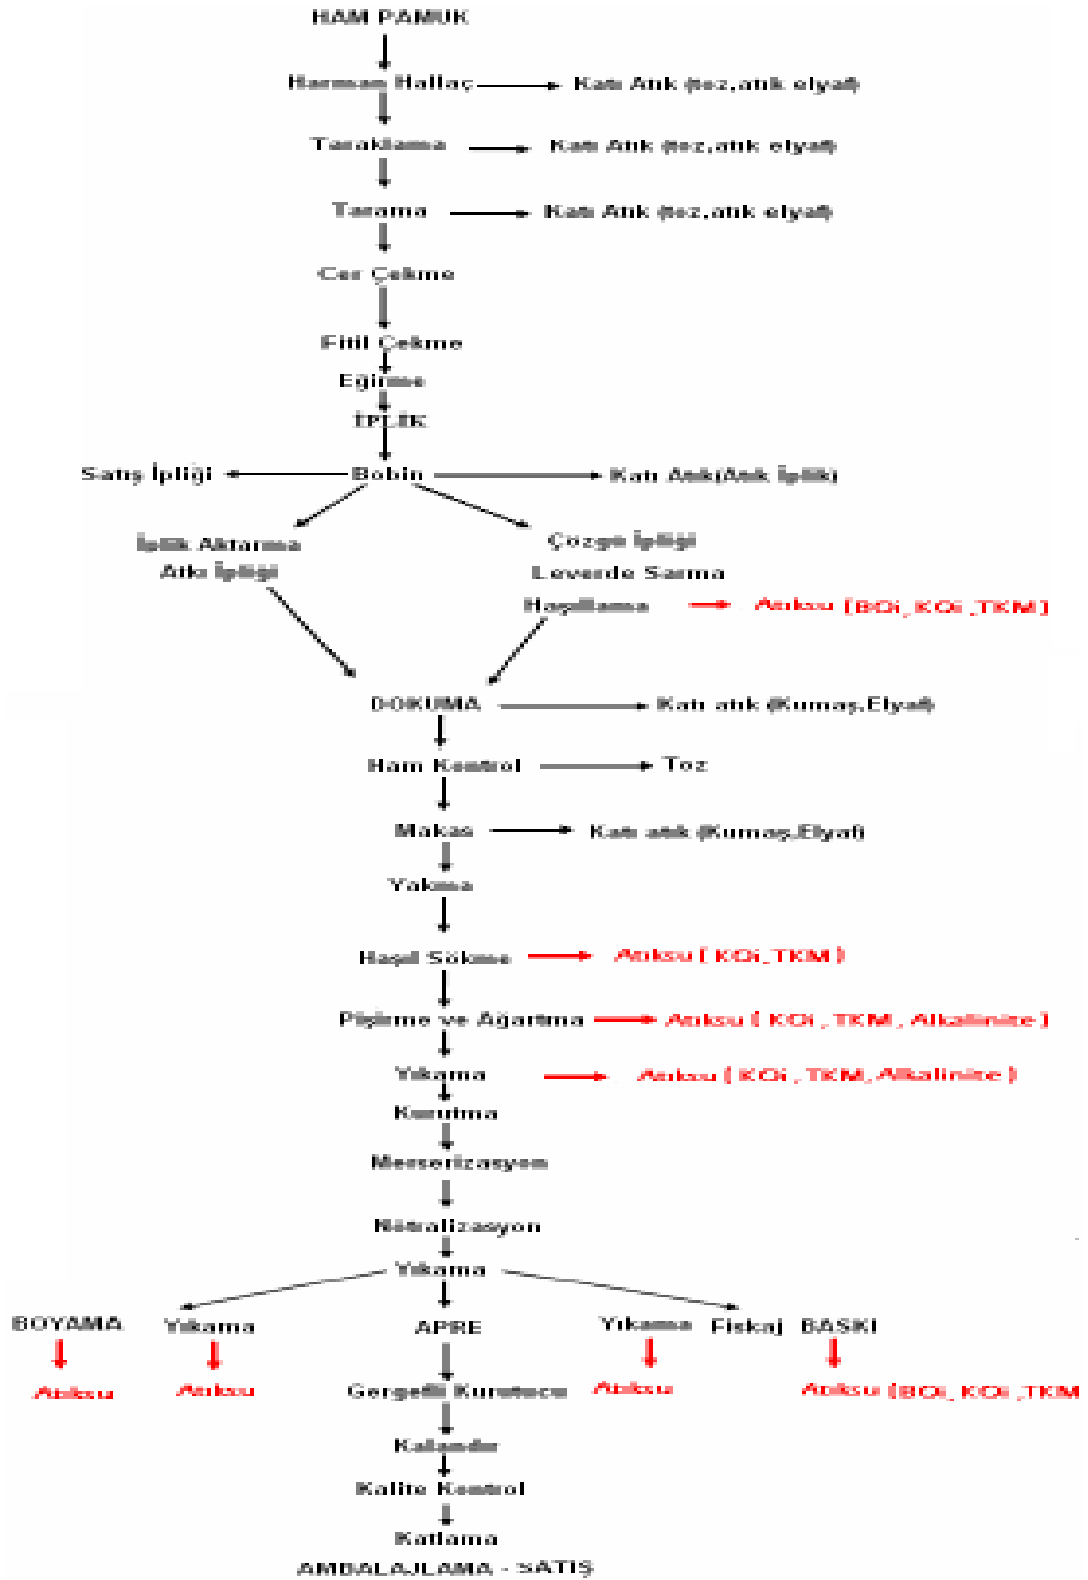 HAM PAMUK
Harman Hallaç Katı Atık (toz,atık elyaf)
Taraklama Katı Atık (toz,atık elyaf)
Tarama Katı Atık (toz,atık elyaf)
Cer Çekme
Fitil Çekme
Eğirme
İPLİK
Satış İpliği Bobin Katı Atık(Atık İplik)
İplik Aktarma Çözgü İpliği
Atkı İpliği Leverde Sarma
Haşıllama Atıksu [BOi, KOi ,TKM]
DOKUMA Katı atık (Kumaş,Elyaf)
Ham Kontrol Toz
Makas Katı atık (Kumaş,Elyaf)
Yakma
Haşıl Sökme Atıksu ( KOi,TKM)
Pişirme ve Ağartma Atıksu ( KOi , TKM , Alkalinite )
Yıkama Atıksu ( KOi , TKM, Alkalinite )
Kurutma
Merserizasyon
Nötralizasyon
Yıkama
BOYAMA Yıkama APRE Yıkama Fiskaj BASKI
Atıksu Atıksu Gergefli Kurutucu Atıksu Atıksu (BOi, KOi ,TKM
Kalandır
Kalite Kontrol
Katlama
AMBALAJLAMA - SATIŞ